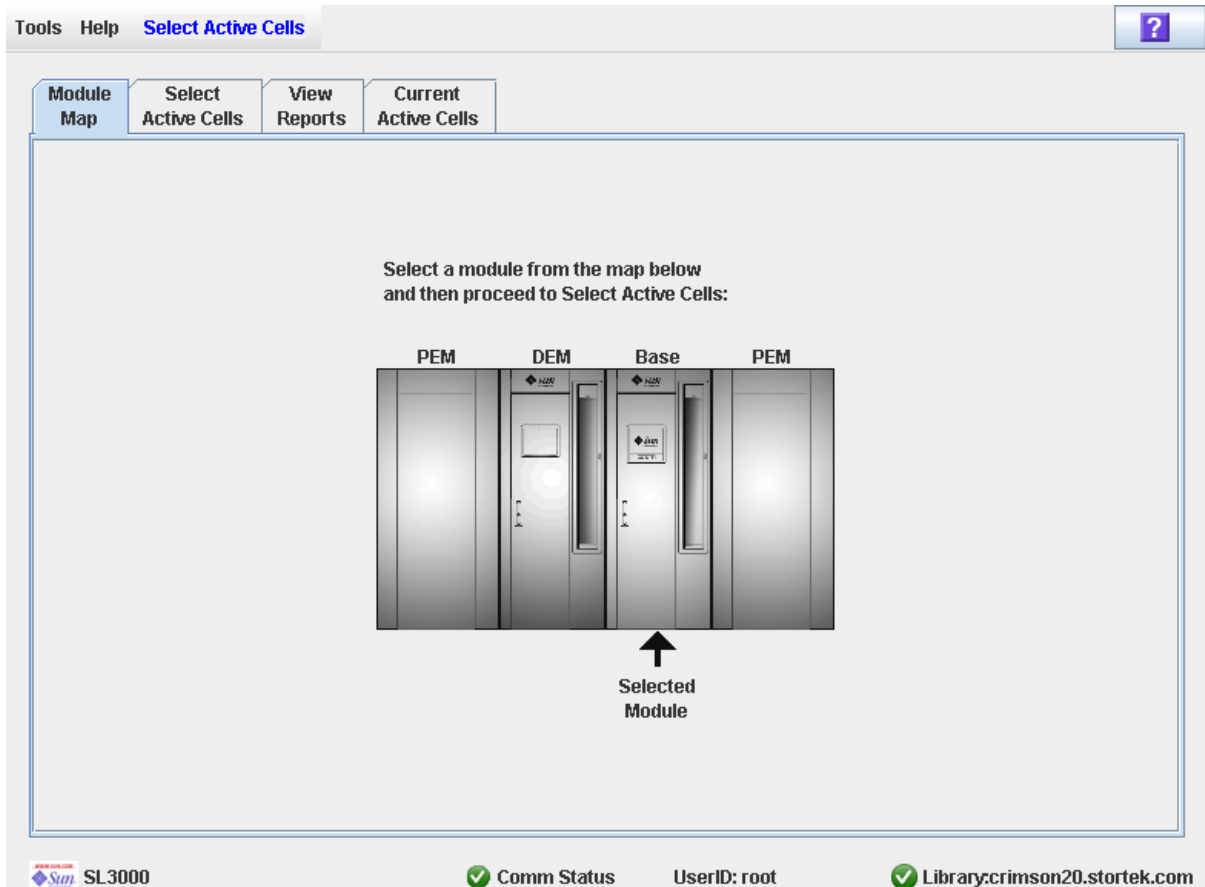 Tools Help Select Active Cells
?
Module Map
Select Active Cells
View Reports
Current Active Cells
Select a module from the map below
and then proceed to Select Active Cells:
PEM DEM Base PEM
Sun
Selected
Module
Sun SL3000 Comm Status UserID: root Library:crimson20.stortek.com